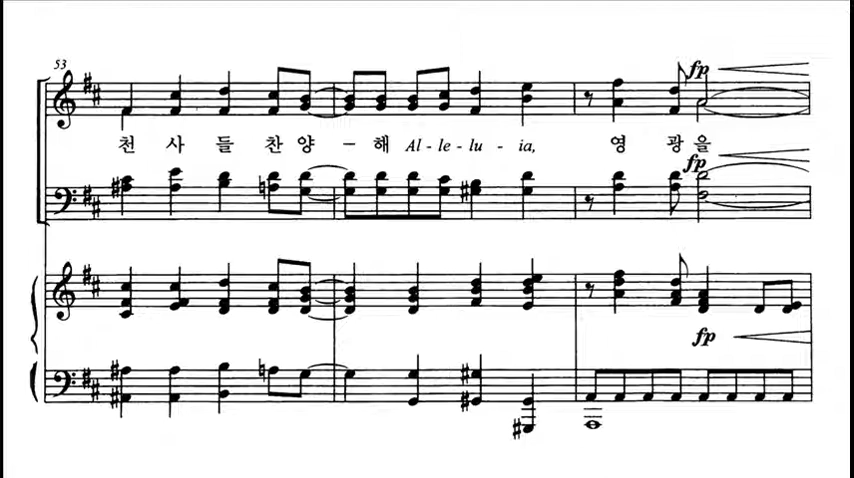 53
fp
천 사 들 찬 양 - 해 Al - le - lu - ia, 영 광 을
fp
fp